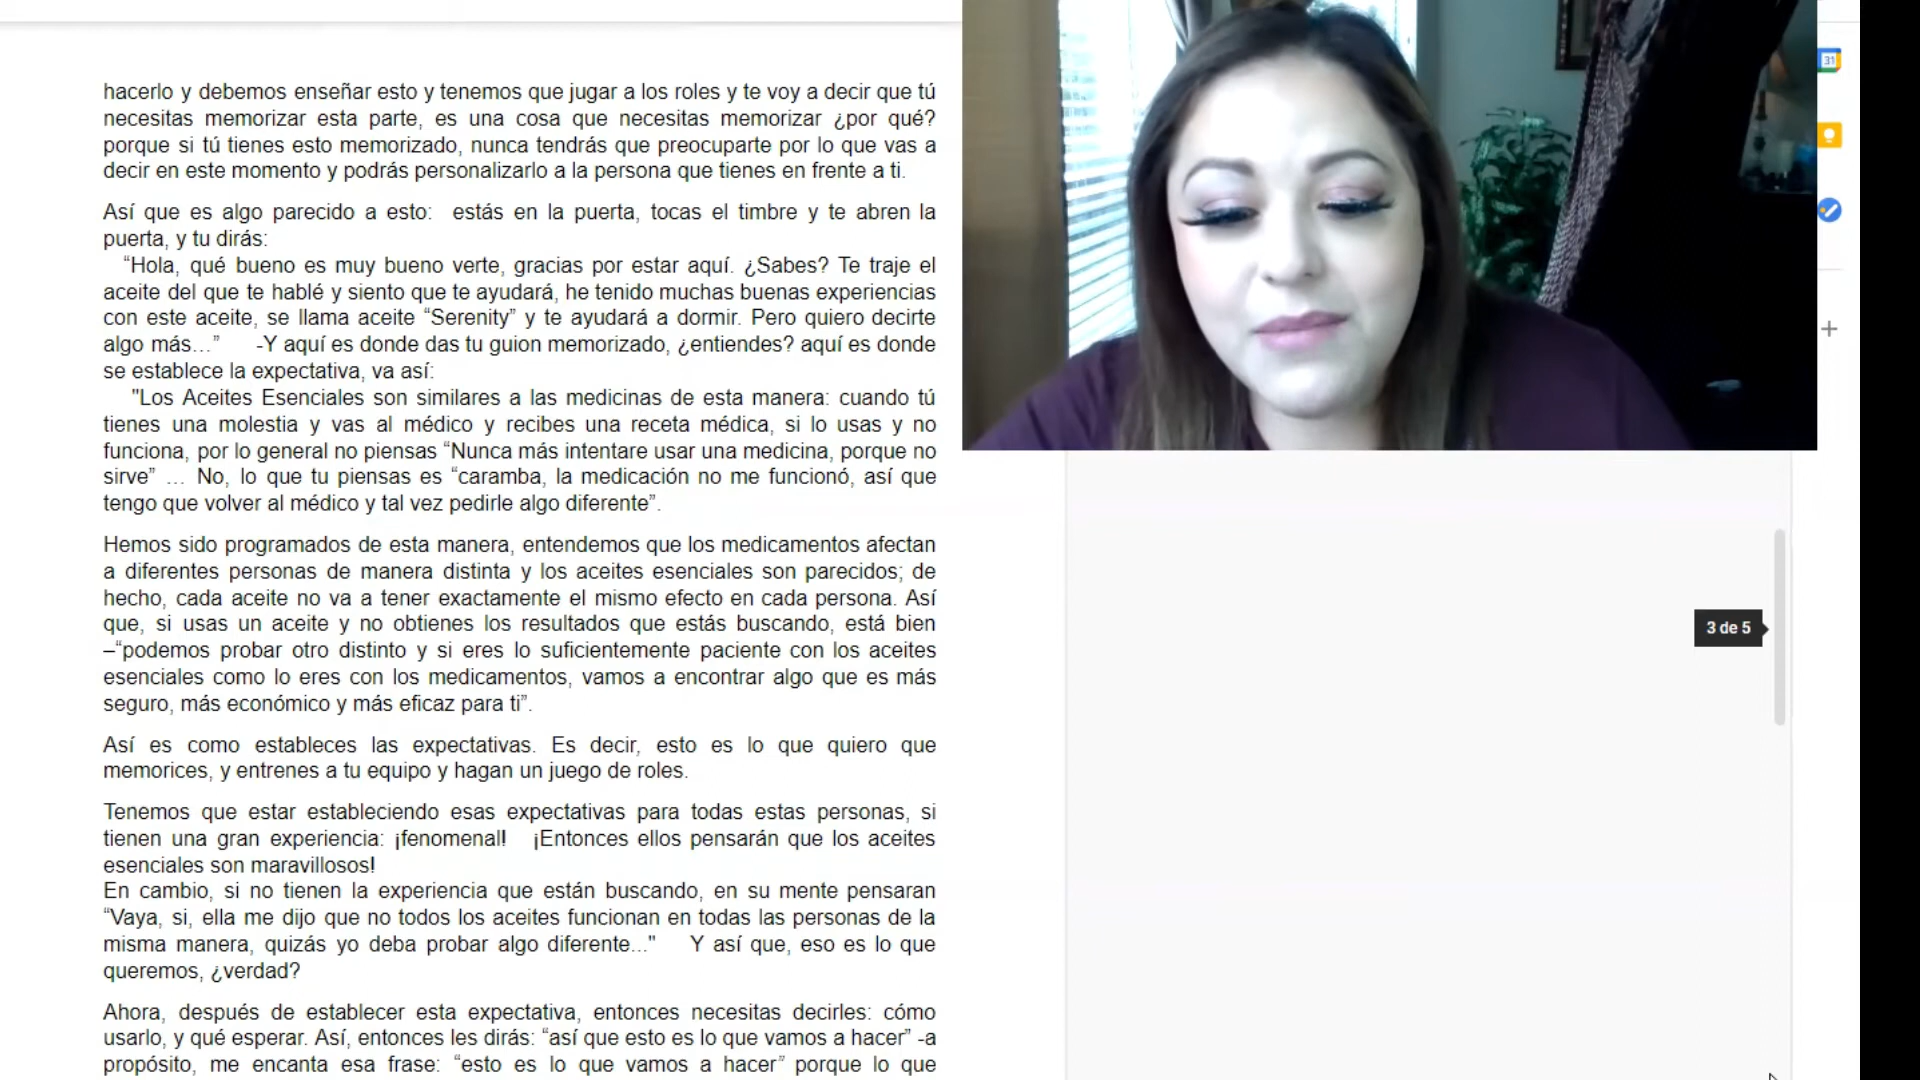 hacerlo y debemos enseñar esto y tenemos que jugar a los roles y te voy a decir que tú
necesitas memorizar esta parte, es una cosa que necesitas memorizar ¿por qué?
porque si tú tienes esto memorizado, nunca tendrás que preocuparte por lo que vas a
decir en este momento y podrás personalizarlo a la persona que tienes en frente a ti.
Así que es algo parecido a esto: estás en la puerta, tocas el timbre y te abren la
puerta, y tu dirás:
“Hola, qué bueno es muy bueno verte, gracias por estar aquí. ¿Sabes? Te traje el
aceite del que te hablé y siento que te ayudará, he tenido muchas buenas experiencias
con este aceite, se llama aceite “Serenity” y te ayudará a dormir. Pero quiero decirte
algo más…” -Y aquí es donde das tu guion memorizado, ¿entiendes? aquí es donde
se establece la expectativa, va así:
"Los Aceites Esenciales son similares a las medicinas de esta manera: cuando tú
tienes una molestia y vas al médico y recibes una receta médica, si lo usas y no
funciona, por lo general no piensas “Nunca más intentare usar una medicina, porque no
sirve” … No, lo que tu piensas es “caramba, la medicación no me funcionó, así que
tengo que volver al médico y tal vez pedirle algo diferente”.
Hemos sido programados de esta manera, entendemos que los medicamentos afectan
a diferentes personas de manera distinta y los aceites esenciales son parecidos; de
hecho, cada aceite no va a tener exactamente el mismo efecto en cada persona. Así
que, si usas un aceite y no obtienes los resultados que estás buscando, está bien
–“podemos probar otro distinto y si eres lo suficientemente paciente con los aceites
esenciales como lo eres con los medicamentos, vamos a encontrar algo que es más
seguro, más económico y más eficaz para ti”.
Así es como estableces las expectativas. Es decir, esto es lo que quiero que
memorices, y entrenes a tu equipo y hagan un juego de roles.
Tenemos que estar estableciendo esas expectativas para todas estas personas, si
tienen una gran experiencia: ¡fenomenal! ¡Entonces ellos pensarán que los aceites
esenciales son maravillosos!
En cambio, si no tienen la experiencia que están buscando, en su mente pensaran
“Vaya, si, ella me dijo que no todos los aceites funcionan en todas las personas de la
misma manera, quizás yo deba probar algo diferente..." Y así que, eso es lo que
queremos, ¿verdad?
Ahora, después de establecer esta expectativa, entonces necesitas decirles: cómo
usarlo, y qué esperar. Así, entonces les dirás: “así que esto es lo que vamos a hacer” -a
propósito, me encanta esa frase: “esto es lo que vamos a hacer” porque lo que
31
3 de 5